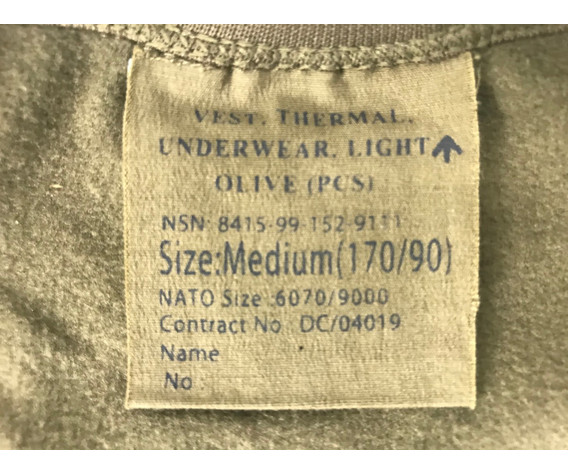 VEST, THERMAL,
UNDERWEAR, LIGHT
OLIVE (PCS)
NSN: 8415-99-152-9111
Size:Medium(170/90)
NATO Size :6070/9000
Contract No : DC/04019
Name
No :